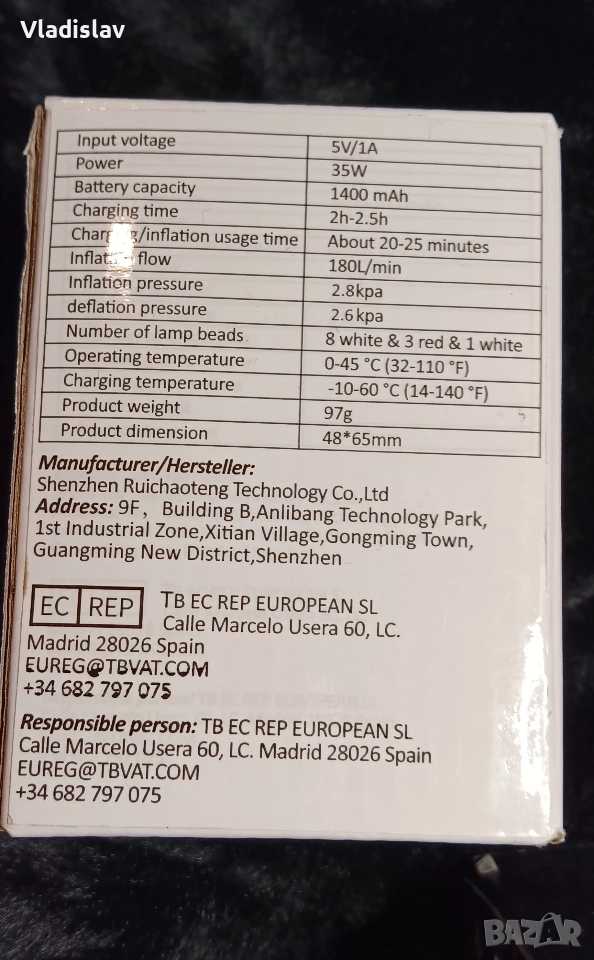 Vladislav
Input voltage 5V/1A
Power 35W
Battery capacity 1400 mAh
Charging time 2h-2.5h
Charging/inflation usage time About 20-25 minutes
Inflation flow 180L/min
Inflation pressure 2.8kpa
deflation pressure 2.6kpa
Number of lamp beads 8 white & 3 red & 1 white
Operating temperature 0-45 °C (32-110 °F)
Charging temperature -10-60 °C (14-140 °F)
Product weight 97g
Product dimension 48*65mm
Manufacturer/Hersteller:
Shenzhen Ruichaoteng Technology Co.,Ltd
Address: 9F, Building B,Anlibang Technology Park,
1st Industrial Zone,Xitian Village,Gongming Town,
Guangming New District,Shenzhen
EC REP TB EC REP EUROPEAN SL
Calle Marcelo Usera 60, LC.
Madrid 28026 Spain
EUREG@TBVAT.COM
+34 682 797 075
Responsible person: TB EC REP EUROPEAN SL
Calle Marcelo Usera 60, LC. Madrid 28026 Spain
EUREG@TBVAT.COM
+34 682 797 075
BAZAR